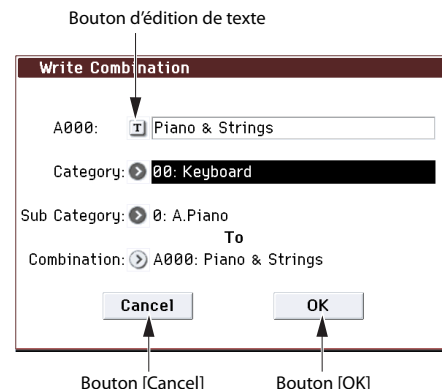 Bouton d'édition de texte
Write Combination
A000: T Piano & Strings
Category: 00: Keyboard
Sub Category: 0: A.Piano
To
Combination: A000: Piano & Strings
Cancel OK
Bouton [Cancel] Bouton [OK]